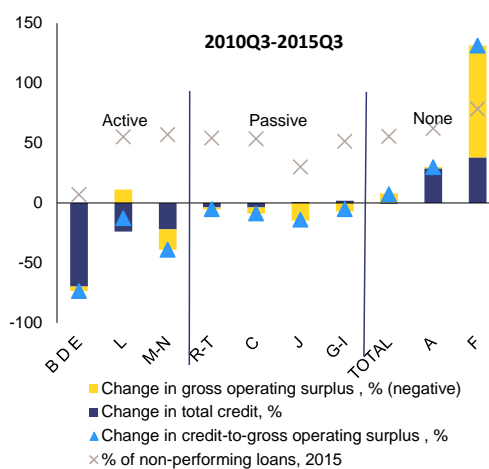 2010Q3-2015Q3
150
100
50
0
-50
-100
Active
Passive
None
B D E
L
M-N
R-T
C
J
G-I
TOTAL
A
F
Change in gross operating surplus , % (negative)
Change in total credit, %
Change in credit-to-gross operating surplus , %
% of non-performing loans, 2015